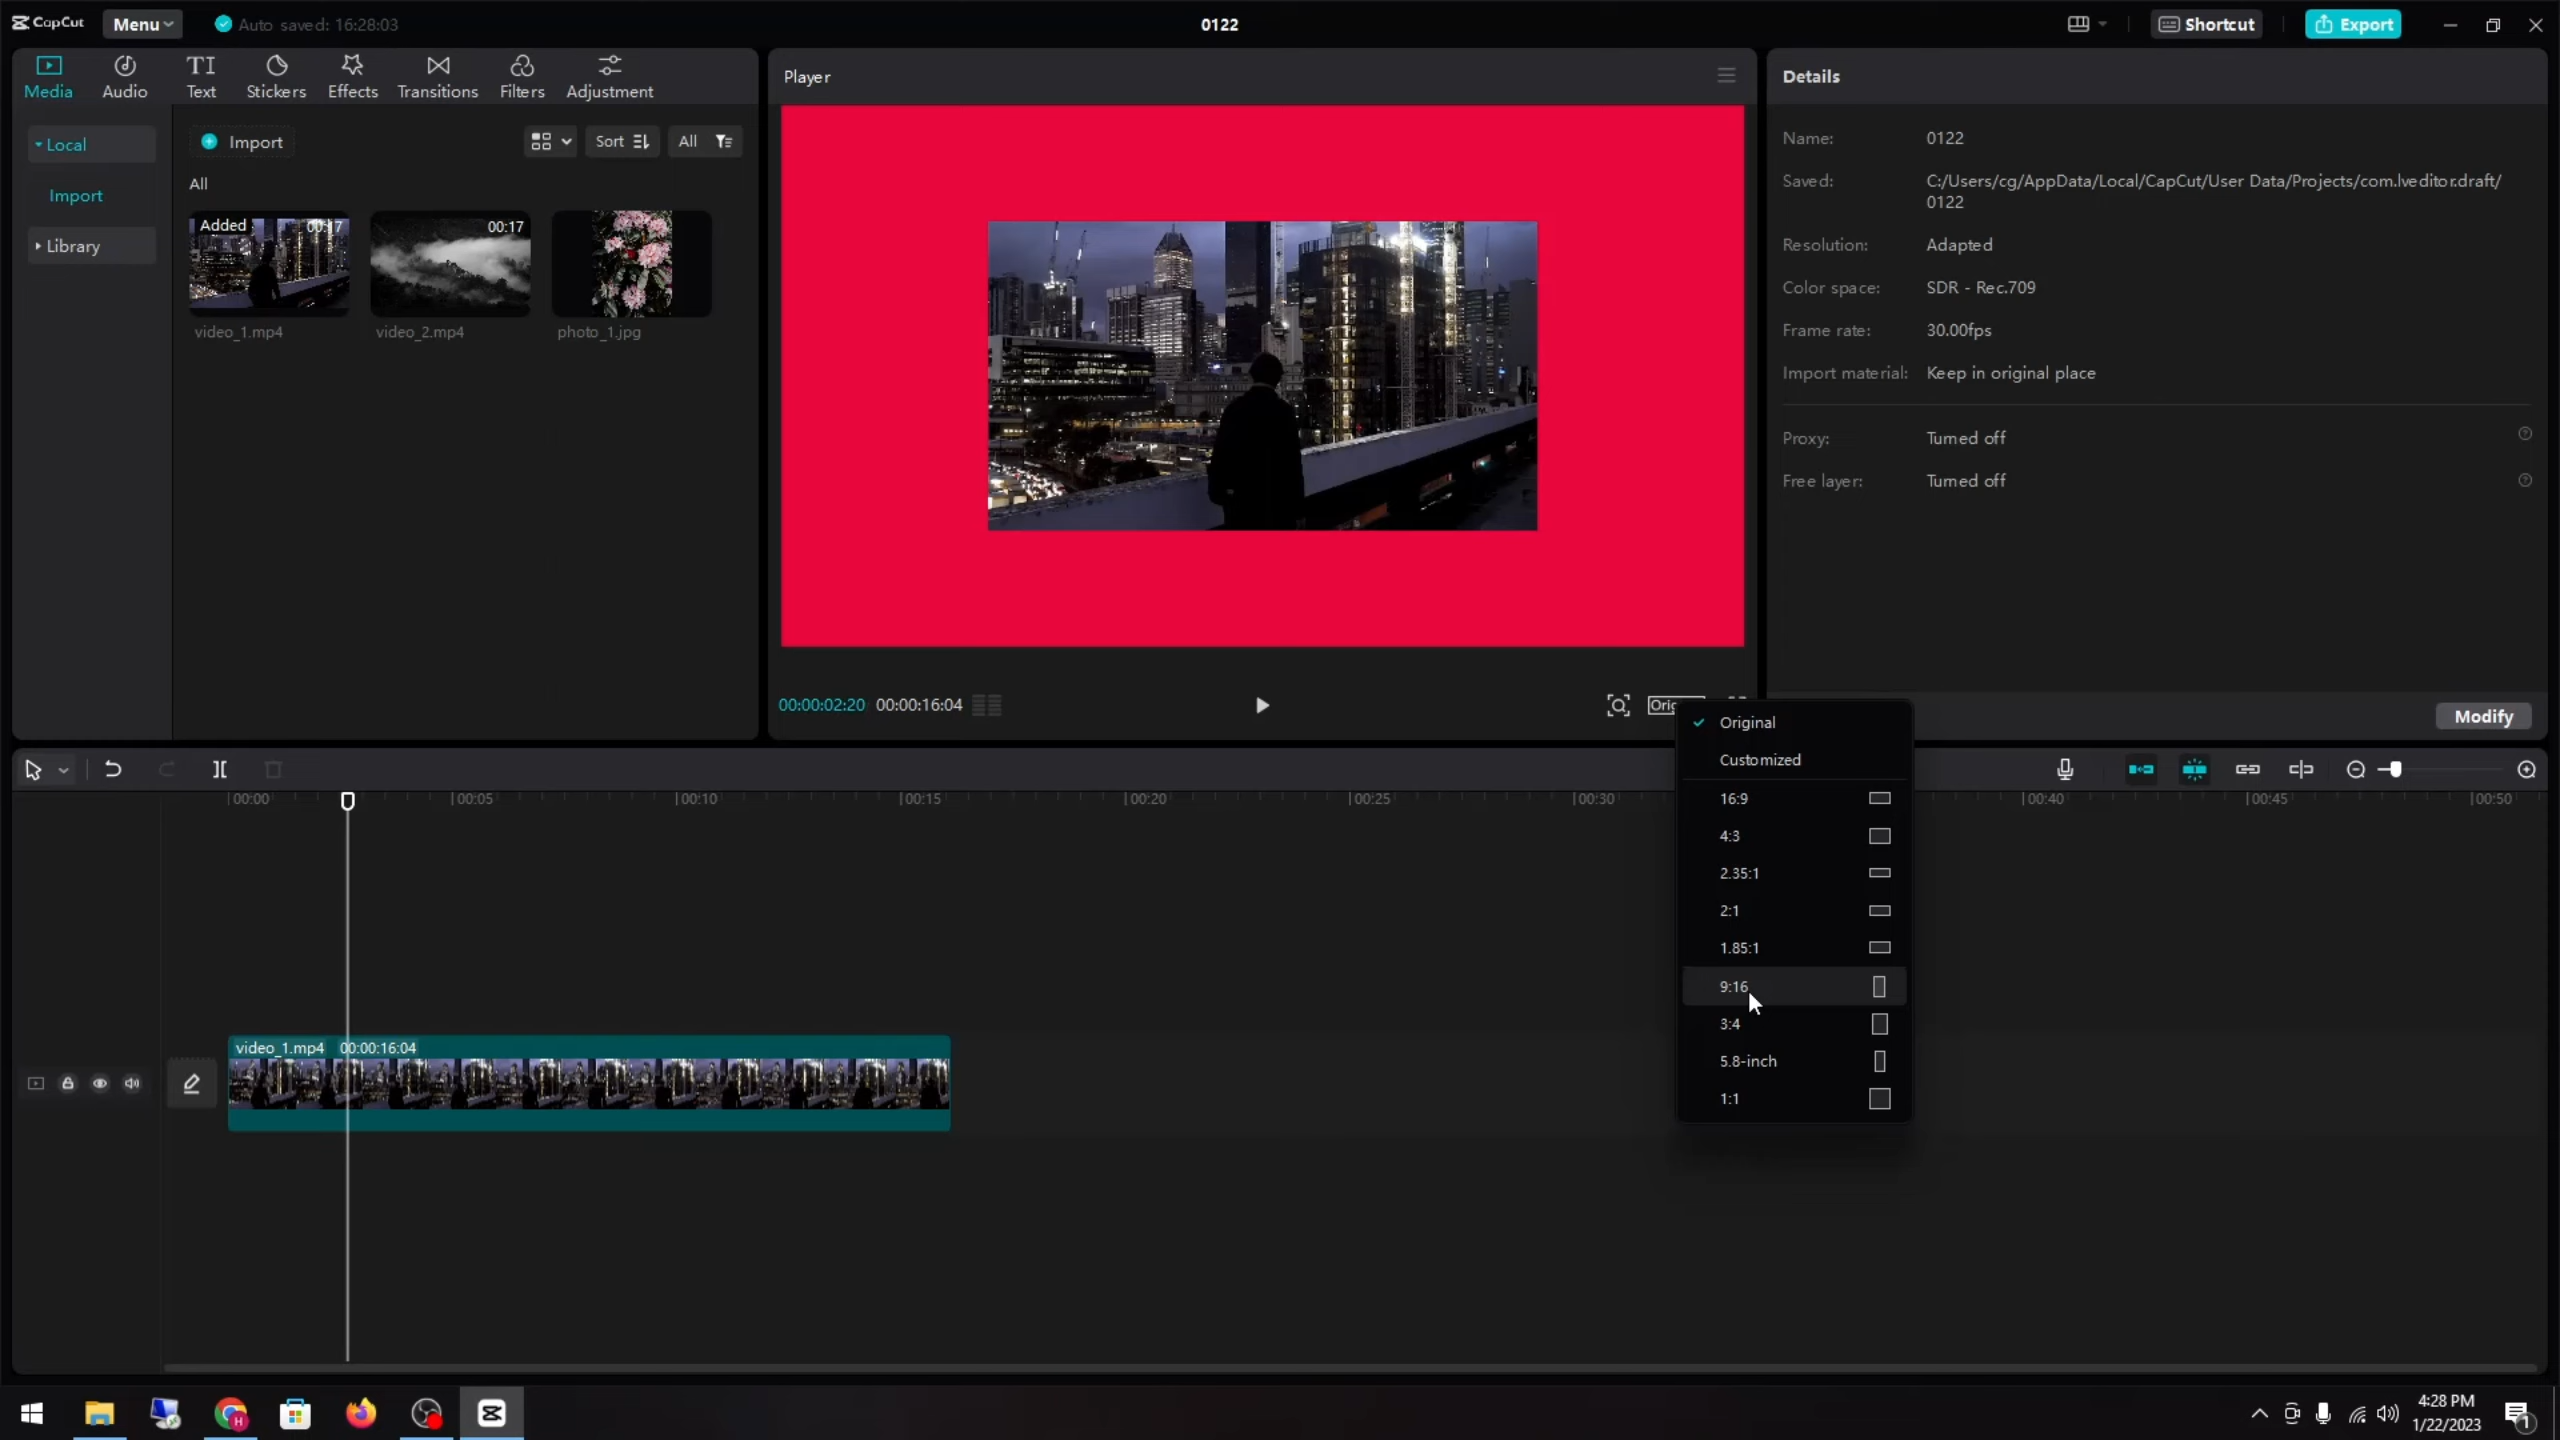 CapCut
Menu
Auto saved: 16:28:03
0122
Shortcut
Export
Media
Audio
TI
Text
Stickers
Effects
Transitions
Filters
Adjustment
Player
Details
Local
Import
Library
Import
Sort
All
All
Added
00:17
00:17
video_1.mp4
video_2.mp4
photo_1.jpg
Name:
0122
Saved:
C:/Users/cg/AppData/Local/CapCut/User Data/Projects/com.lveditor.draft/
0122
Resolution:
Adapted
Color space:
SDR - Rec.709
Frame rate:
30.00fps
Import material:
Keep in original place
Proxy:
Turned off
Free layer:
Turned off
Modify
00:00:02:20
00:00:16:04
Orig
Original
Customized
16:9
4:3
2.35:1
2:1
1.85:1
9:16
3:4
5.8-inch
1:1
00:00
00:05
00:10
00:15
00:20
00:25
00:30
00:40
00:45
00:50
video_1.mp4
00:00:16:04
H
4:28 PM
1/22/2023
1